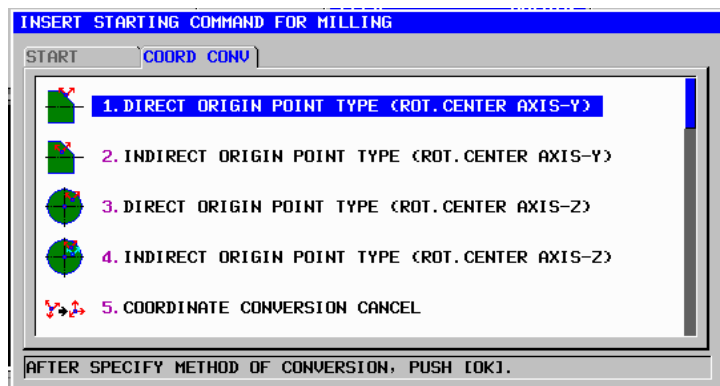 INSERT STARTING COMMAND FOR MILLING
START COORD CONV
1.DIRECT ORIGIN POINT TYPE (ROT.CENTER AXIS-Y)
2.INDIRECT ORIGIN POINT TYPE (ROT.CENTER AXIS-Y)
3.DIRECT ORIGIN POINT TYPE (ROT.CENTER AXIS-Z)
4.INDIRECT ORIGIN POINT TYPE (ROT.CENTER AXIS-Z)
5.COORDINATE CONVERSION CANCEL
AFTER SPECIFY METHOD OF CONVERSION, PUSH [OK].